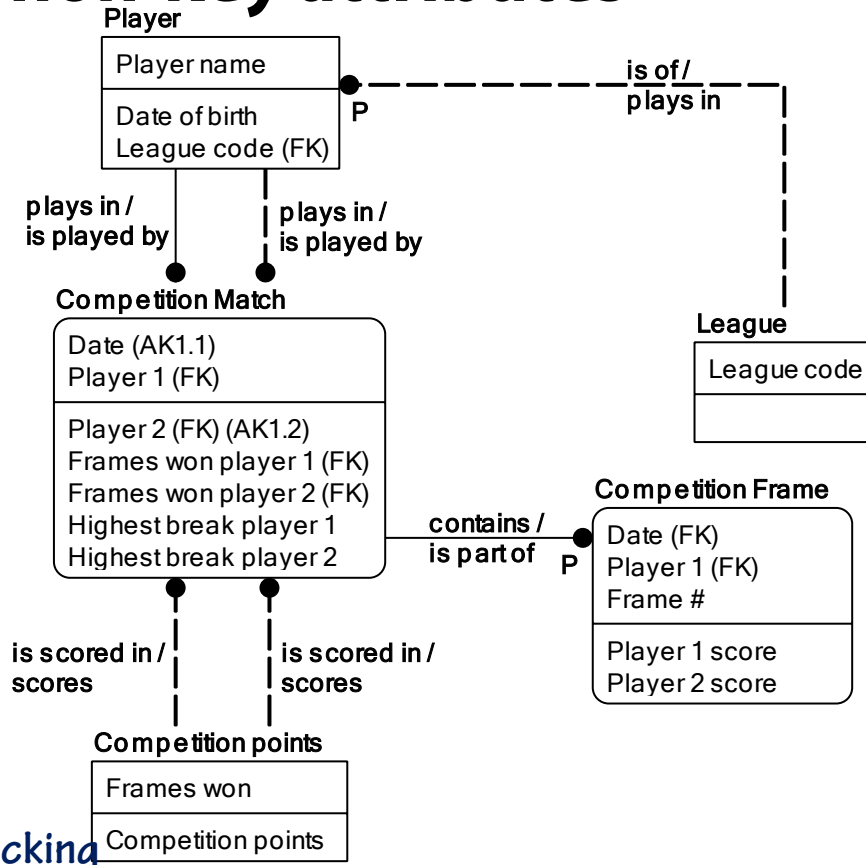 non-key attributes
Player
Player name
Date of birth
League code (FK)
P
is of /
plays in
plays in /
is played by
plays in /
is played by
Competition Match
Date (AK1.1)
Player 1 (FK)
Player 2 (FK) (AK1.2)
Frames won player 1 (FK)
Frames won player 2 (FK)
Highest break player 1
Highest break player 2
League
League code
contains /
is part of
P
Competition Frame
Date (FK)
Player 1 (FK)
Frame #
Player 1 score
Player 2 score
is scored in /
scores
is scored in /
scores
Competition points
Frames won
Competition points
cking